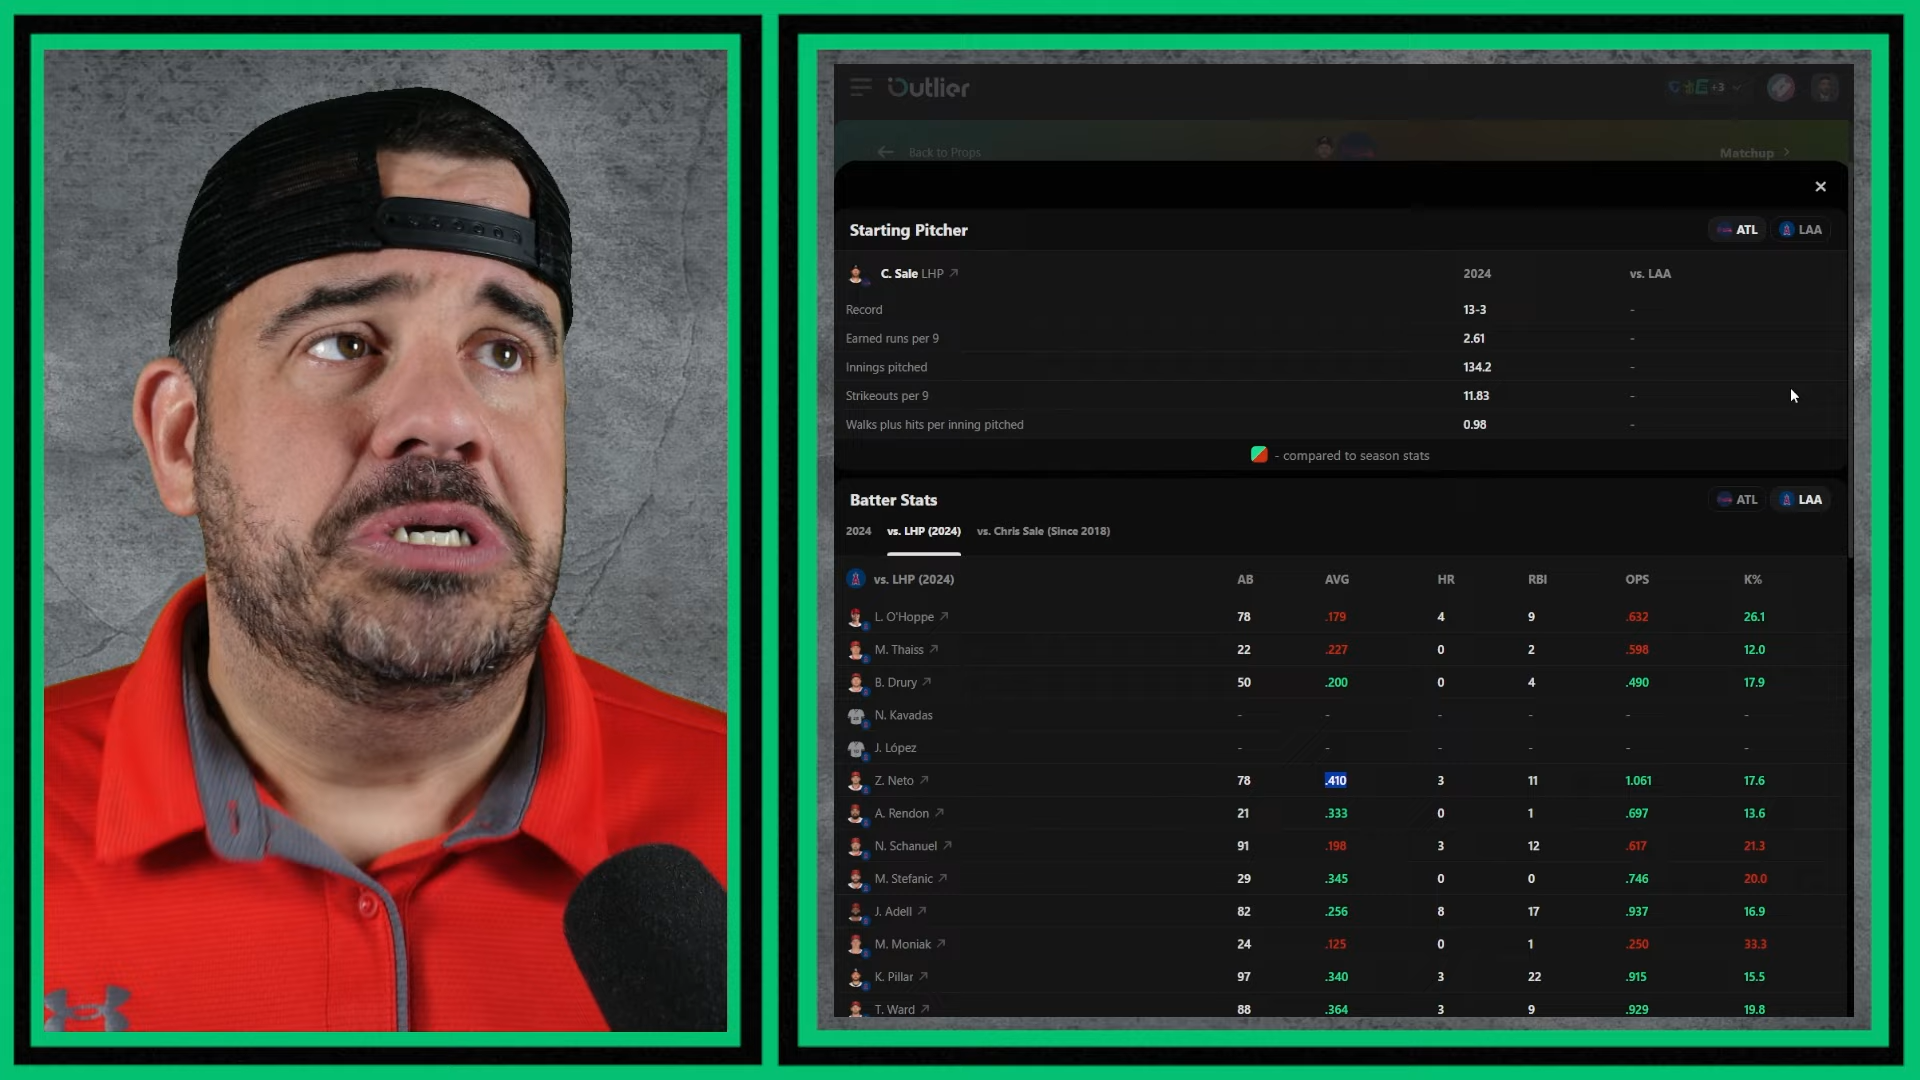 Outlier
+3
Back to Props
Matchup
Starting Pitcher
ATL LAA
C. Sale LHP 2024 vs. LAA
Record 13-3 -
Earned runs per 9 2.61 -
Innings pitched 134.2 -
Strikeouts per 9 11.83 -
Walks plus hits per inning pitched 0.98 -
- compared to season stats
Batter Stats ATL LAA
2024 vs. LHP (2024) vs. Chris Sale (Since 2018)
vs. LHP (2024) AB AVG HR RBI OPS K%
L. O'Hoppe 78 .179 4 9 .632 26.1
M. Thaiss 22 .227 0 2 .598 12.0
B. Drury 50 .200 0 4 .490 17.9
N. Kavadas - - - - - -
J. López - - - - - -
Z. Neto 78 .410 3 11 1.061 17.6
A. Rendon 21 .333 0 1 .697 13.6
N. Schanuel 91 .198 3 12 .617 21.3
M. Stefanic 29 .345 0 0 .746 20.0
J. Adell 82 .256 8 17 .937 16.9
M. Moniak 24 .125 0 1 .250 33.3
K. Pillar 97 .340 3 22 .915 15.5
T. Ward 88 .364 3 9 .929 19.8